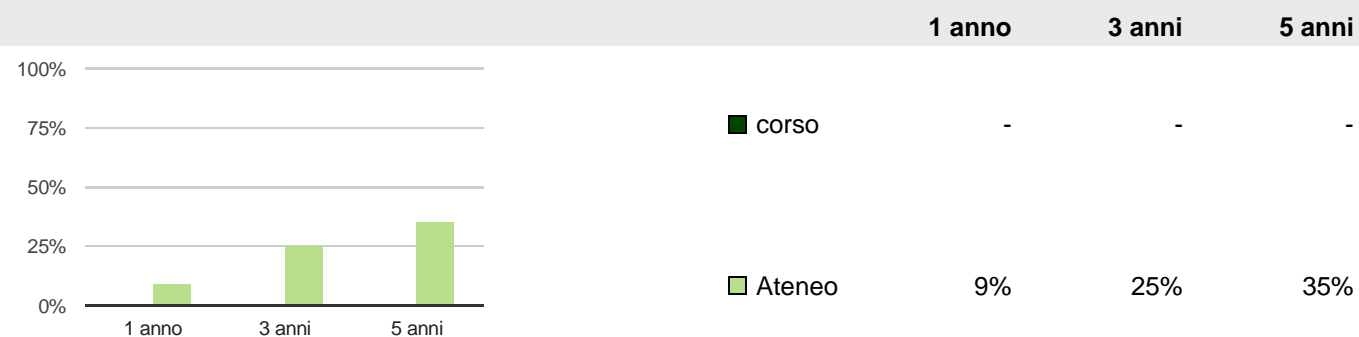 1 anno 3 anni 5 anni
100%
75%
50%
25%
0%
1 anno 3 anni 5 anni
corso - - -
Ateneo 9% 25% 35%